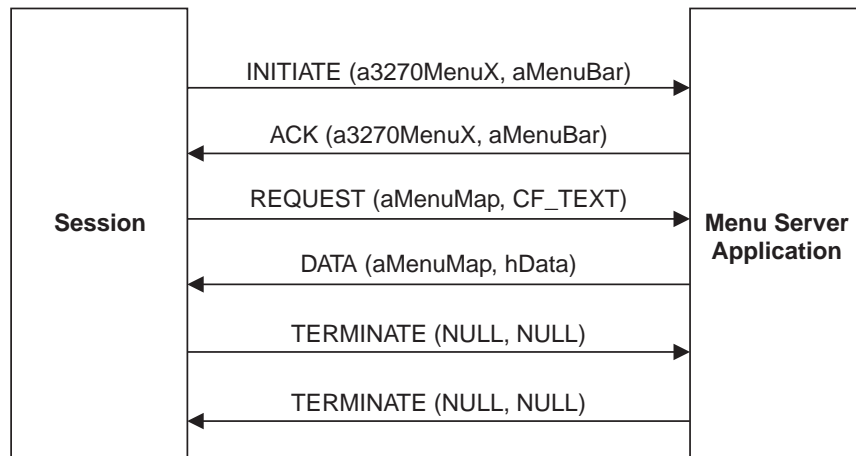 INITIATE (a3270MenuX, aMenuBar)
ACK (a3270MenuX, aMenuBar)
REQUEST (aMenuMap, CF_TEXT)
Session
Menu Server
Application
DATA (aMenuMap, hData)
TERMINATE (NULL, NULL)
TERMINATE (NULL, NULL)